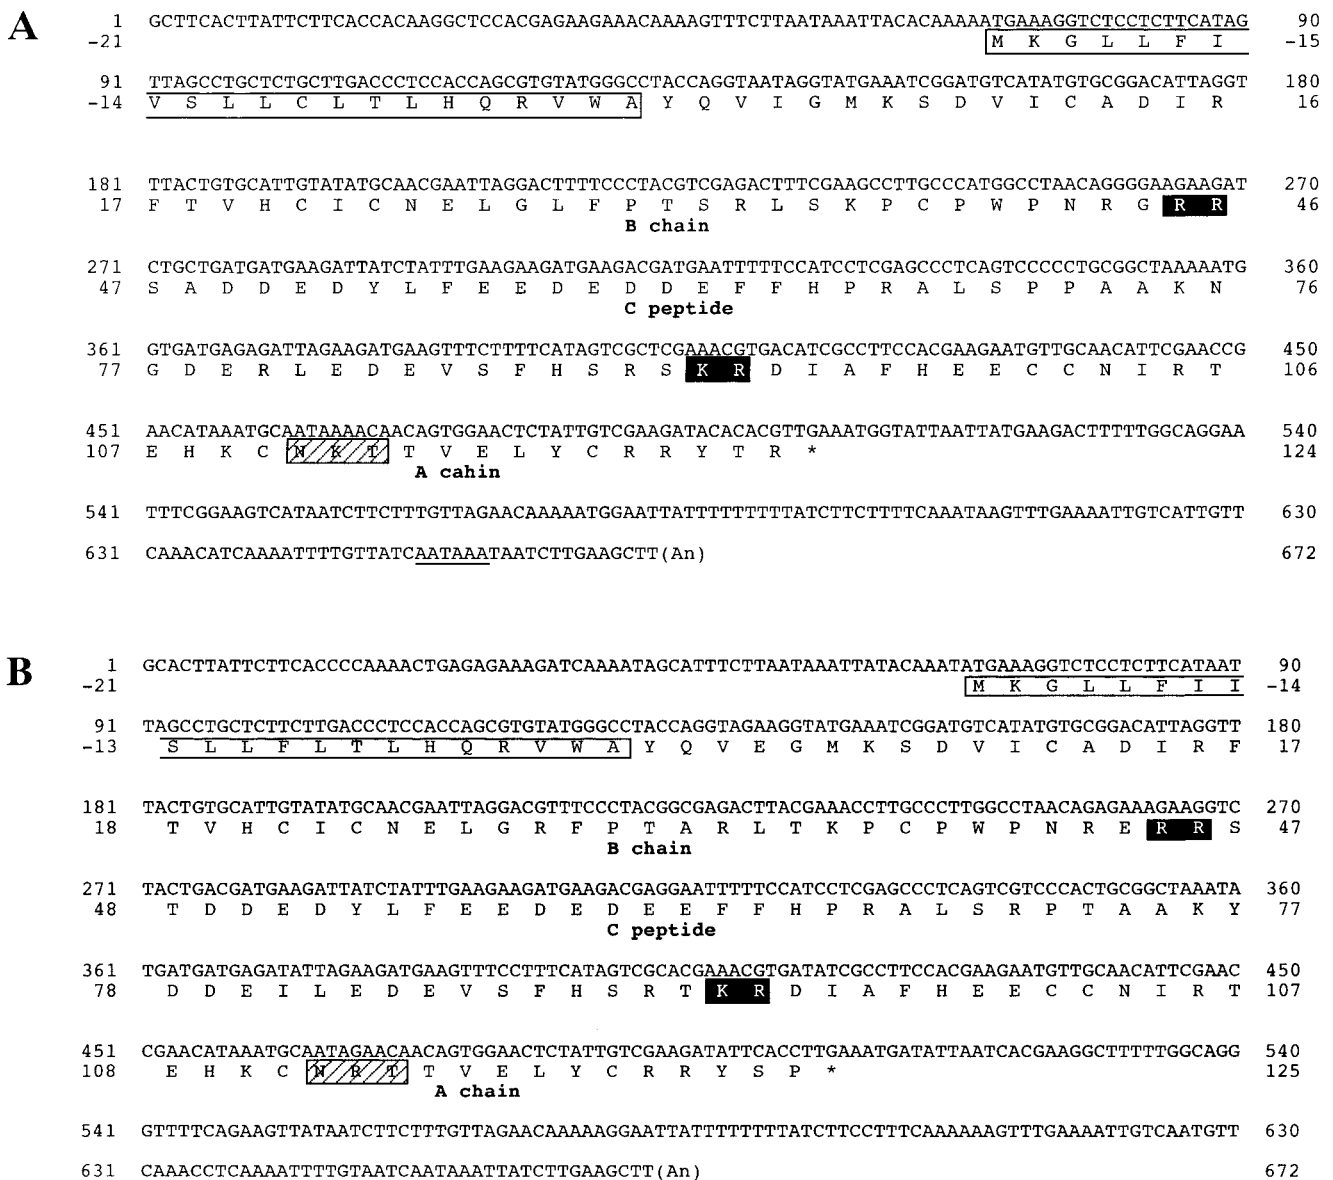 A
1 GCTTCACTTATTCTTCACCACAAGGCTCCACGAGAAGAAACAAAAGTTTCTTAATAAATTACACAAAAATGAAAGGTCTCCTCTTCATAG 90
-21 M K G L L F I -15
91 TTAGCCTGCTCTGCTTGACCCTCCACCAGCGTGTATGGGCCTACCAGGTAATAGGTATGAAATCGGATGTCATATGTGCGGACATTAGGT 180
-14 V S L L C L T L H Q R V W A Y Q V I G M K S D V I C A D I R 16
181 TTACTGTGCATTGTATATGCAACGAATTAGGACTTTTCCCTACGTCGAGACTTTCGAAGCCTTGCCCATGGCCTAACAGGGGAAGAAGAT 270
17 F T V H C I C N E L G L F P T S R L S K P C P W P N R G R R 46
B chain
271 CTGCTGATGATGAAGATTATCTATTTGAAGAAGATGAAGACGATGAATTTTTCCATCCTCGAGCCCTCAGTCCCCCTGCGGCTAAAAATG 360
47 S A D D E D Y L F E E D E D D E F F H P R A L S P P A A K N 76
C peptide
361 GTGATGAGAGATTAGAAGATGAAGTTTCTTTTCATAGTCGCTCGAAACGTGACATCGCCTTCCACGAAGAATGTTGCAACATTCGAACCG 450
77 G D E R L E D E V S F H S R S K R D I A F H E E C C N I R T 106
451 AACATAAATGCAATAAAACAACAGTGGAACTCTATTGTCGAAGATACACACGTTGAAATGGTATTAATTATGAAGACTTTTTGGCAGGAA 540
107 E H K C N K T T V E L Y C R R Y T R * 124
A cahin
541 TTTCGGAAGTCATAATCTTCTTTGTTAGAACAAAAATGGAATTATTTTTTTTTATCTTCTTTTCAAATAAGTTTGAAAATTGTCATTGTT 630
631 CAAACATCAAAATTTTGTTATCAATAAATAATCTTGAAGCTT(An) 672
B
1 GCACTTATTCTTCACCCCAAAACTGAGAGAAAGATCAAAATAGCATTTCTTAATAAATTATACAAATATGAAAGGTCTCCTCTTCATAAT 90
-21 M K G L L F I I -14
91 TAGCCTGCTCTTCTTGACCCTCCACCAGCGTGTATGGGCCTACCAGGTAGAAGGTATGAAATCGGATGTCATATGTGCGGACATTAGGTT 180
-13 S L L F L T L H Q R V W A Y Q V E G M K S D V I C A D I R F 17
181 TACTGTGCATTGTATATGCAACGAATTAGGACGTTTCCCTACGGCGAGACTTACGAAACCTTGCCCTTGGCCTAACAGAGAAAGAAGGTC 270
18 T V H C I C N E L G R F P T A R L T K P C P W P N R E R R S 47
B chain
271 TACTGACGATGAAGATTATCTATTTGAAGAAGATGAAGACGAGGAATTTTTCCATCCTCGAGCCCTCAGTCGTCCCACTGCGGCTAAATA 360
48 T D D E D Y L F E E D E D E E F F H P R A L S R P T A A K Y 77
C peptide
361 TGATGATGAGATATTAGAAGATGAAGTTTCCTTTCATAGTCGCACGAAACGTGATATCGCCTTCCACGAAGAATGTTGCAACATTCGAAC 450
78 D D E I L E D E V S F H S R T K R D I A F H E E C C N I R T 107
451 CGAACATAAATGCAATAGAACAACAGTGGAACTCTATTGTCGAAGATATTCACCTTGAAATGATATTAATCACGAAGGCTTTTTGGCAGG 540
108 E H K C N R T T V E L Y C R R Y S P * 125
A chain
541 GTTTTCAGAAGTTATAATCTTCTTTGTTAGAACAAAAAGGAATTATTTTTTTTATCTTCCTTTCAAAAAAGTTTGAAAATTGTCAATGTT 630
631 CAAACCTCAAAATTTTGTAATCAATAAATTATCTTGAAGCTT(An) 672